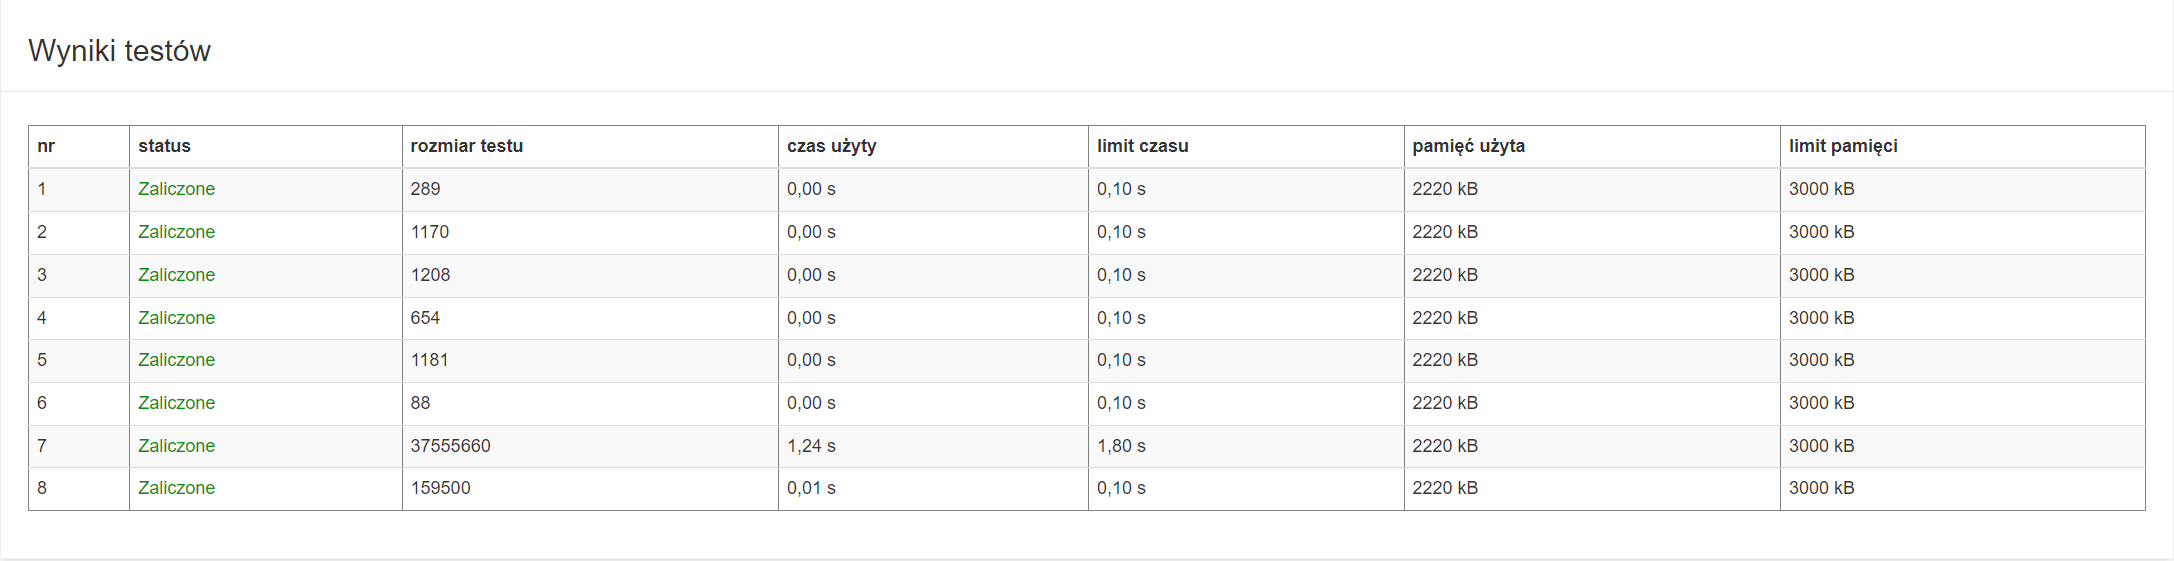 Wyniki testów
nr status rozmiar testu czas użyty limit czasu pamięć użyta limit pamięci
1 Zaliczone 289 0,00 s 0,10 s 2220 kB 3000 kB
2 Zaliczone 1170 0,00 s 0,10 s 2220 kB 3000 kB
3 Zaliczone 1208 0,00 s 0,10 s 2220 kB 3000 kB
4 Zaliczone 654 0,00 s 0,10 s 2220 kB 3000 kB
5 Zaliczone 1181 0,00 s 0,10 s 2220 kB 3000 kB
6 Zaliczone 88 0,00 s 0,10 s 2220 kB 3000 kB
7 Zaliczone 37555660 1,24 s 1,80 s 2220 kB 3000 kB
8 Zaliczone 159500 0,01 s 0,10 s 2220 kB 3000 kB